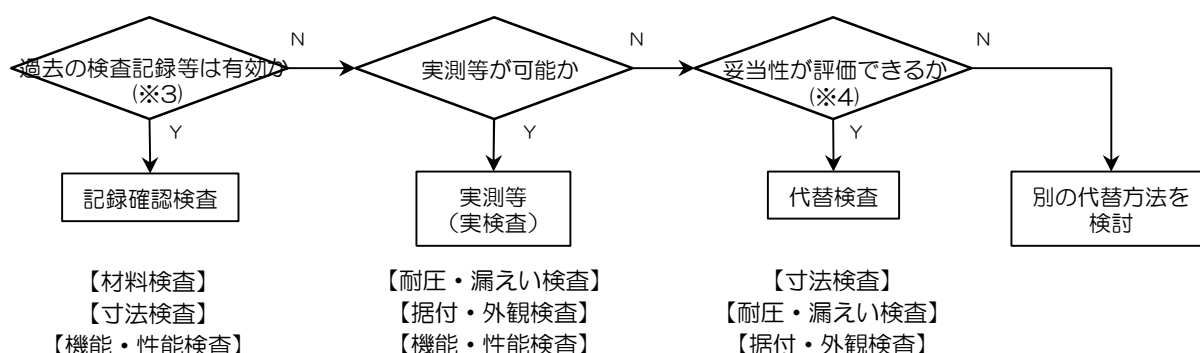 過去の検査記録等は有効か
(※3)
N
Y
記録確認検査
【材料検査】
【寸法検査】
【機能・性能検査】
実測等が可能か
N
Y
実測等
(実検査)
【耐圧・漏えい検査】
【据付・外観検査】
【機能・性能検査】
妥当性が評価できるか
(※4)
N
Y
代替検査
【寸法検査】
【耐圧・漏えい検査】
【据付・外観検査】
別の代替方法を
検討